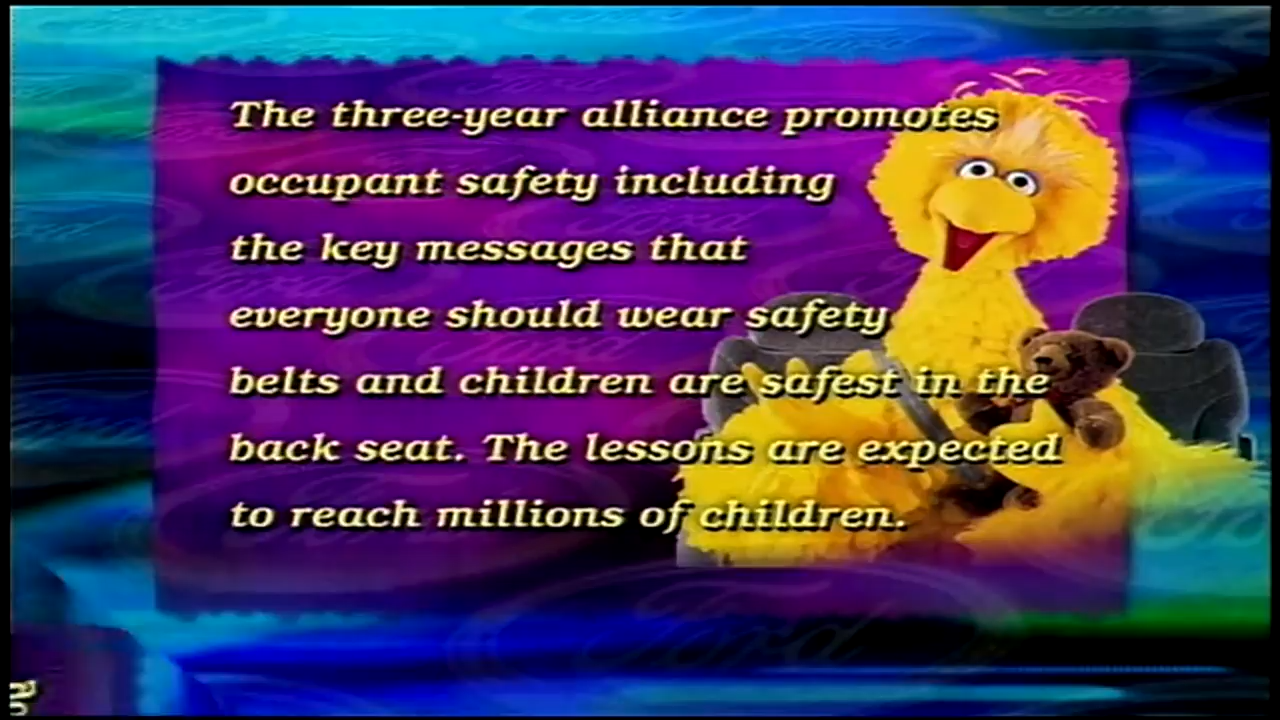 The three-year alliance promotes
occupant safety including
the key messages that
everyone should wear safety
belts and children are safest in the
back seat. The lessons are expected
to reach millions of children.
Ford